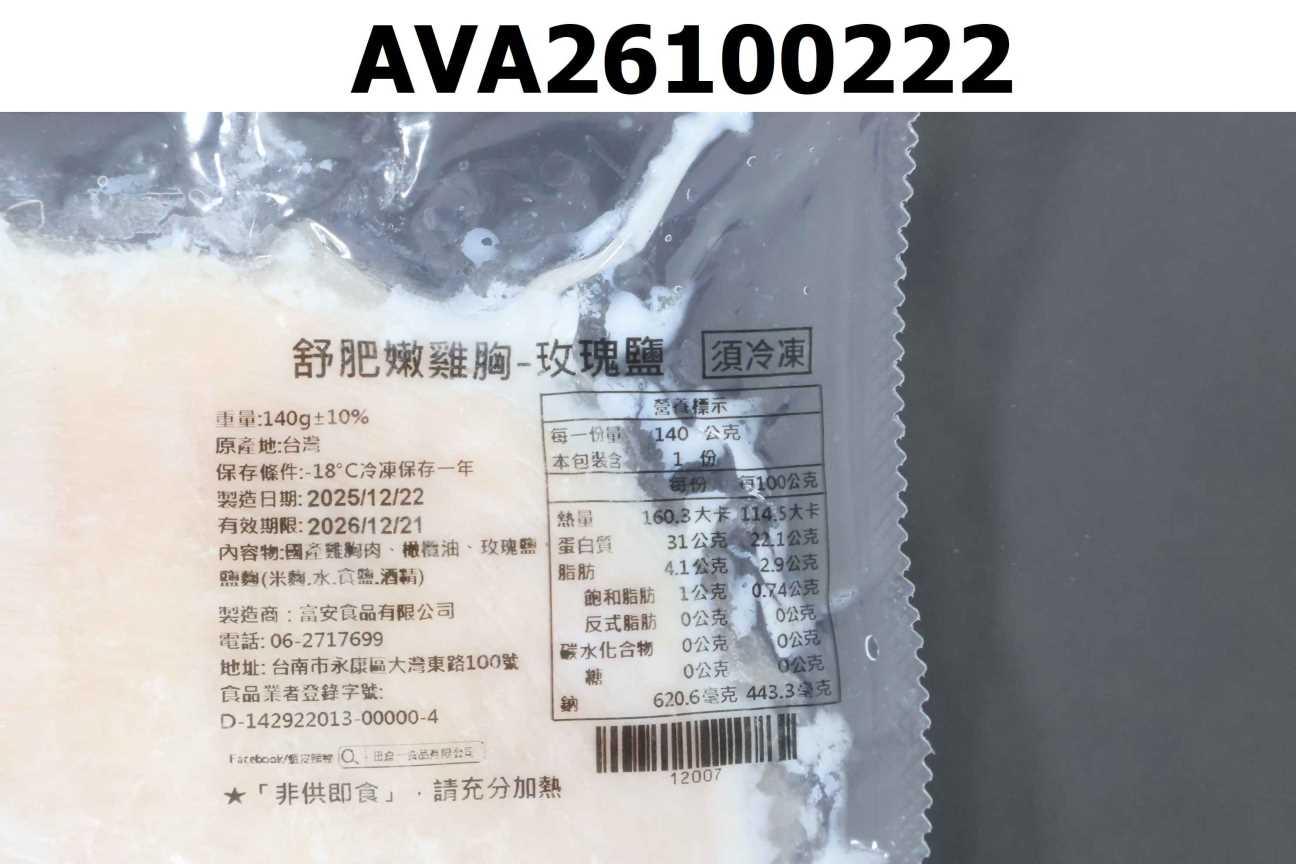 AVA26100222
舒肥嫩雞胸-玫瑰鹽
須冷凍
重量:140g±10%
原產地:台灣
保存條件:-18°C冷凍保存一年
製造日期:2025/12/22
有效期限:2026/12/21
內容物:國產雞胸肉、橄欖油、玫瑰鹽、
鹽麴(米麴.水.食鹽.酒精)
製造商：富安食品有限公司
電話: 06-2717699
地址: 台南市永康區大灣東路100號
食品業者登錄字號:
D-142922013-00000-4
Facebook/蝦皮
食品有限公司
★「非供即食」，請充分加熱
營養標示
每一份量 140 公克
本包裝含 1 份
每份 每100公克
熱量 160.3大卡 114.5大卡
蛋白質 31公克 22.1公克
脂肪 4.1公克 2.9公克
飽和脂肪 1公克 0.74公克
反式脂肪 0公克 0公克
碳水化合物 0公克 0公克
糖 0公克 0公克
鈉 620.6毫克 443.3毫克
12007